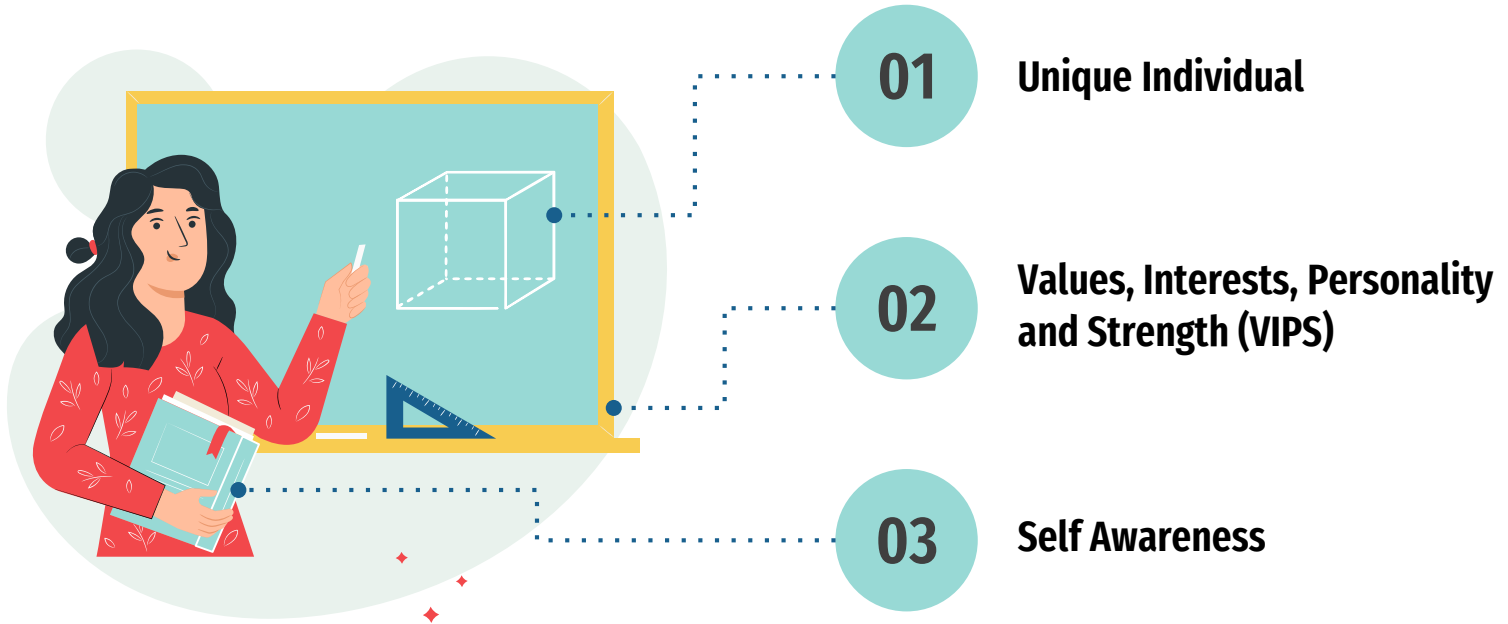 01
Unique Individual
02
Values, Interests, Personality
and Strength (VIPS)
03
Self Awareness